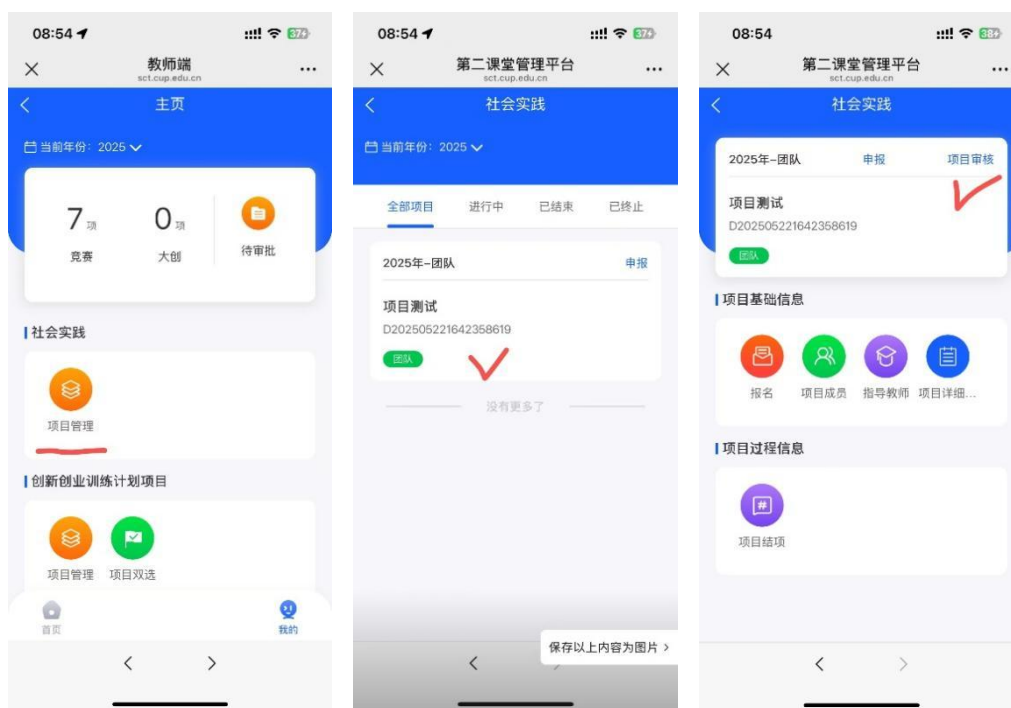 08:54
37
教师端
sct.cup.edu.cn
主页
当前年份：2025
7项
0项
竞赛
大创
待审批
社会实践
项目管理
创新创业训练计划项目
项目管理
项目双选
首页
我的
08:54
37
第二课堂管理平台
sct.cup.edu.cn
社会实践
当前年份：2025
全部项目
进行中
已结束
已终止
2025年-团队
申报
项目测试
D202505221642358619
团队
没有更多了
保存以上内容为图片 >
08:54
38
第二课堂管理平台
sct.cup.edu.cn
社会实践
2025年-团队
申报
项目审核
项目测试
D202505221642358619
团队
项目基础信息
报名
项目成员
指导教师
项目详细...
项目过程信息
项目结项